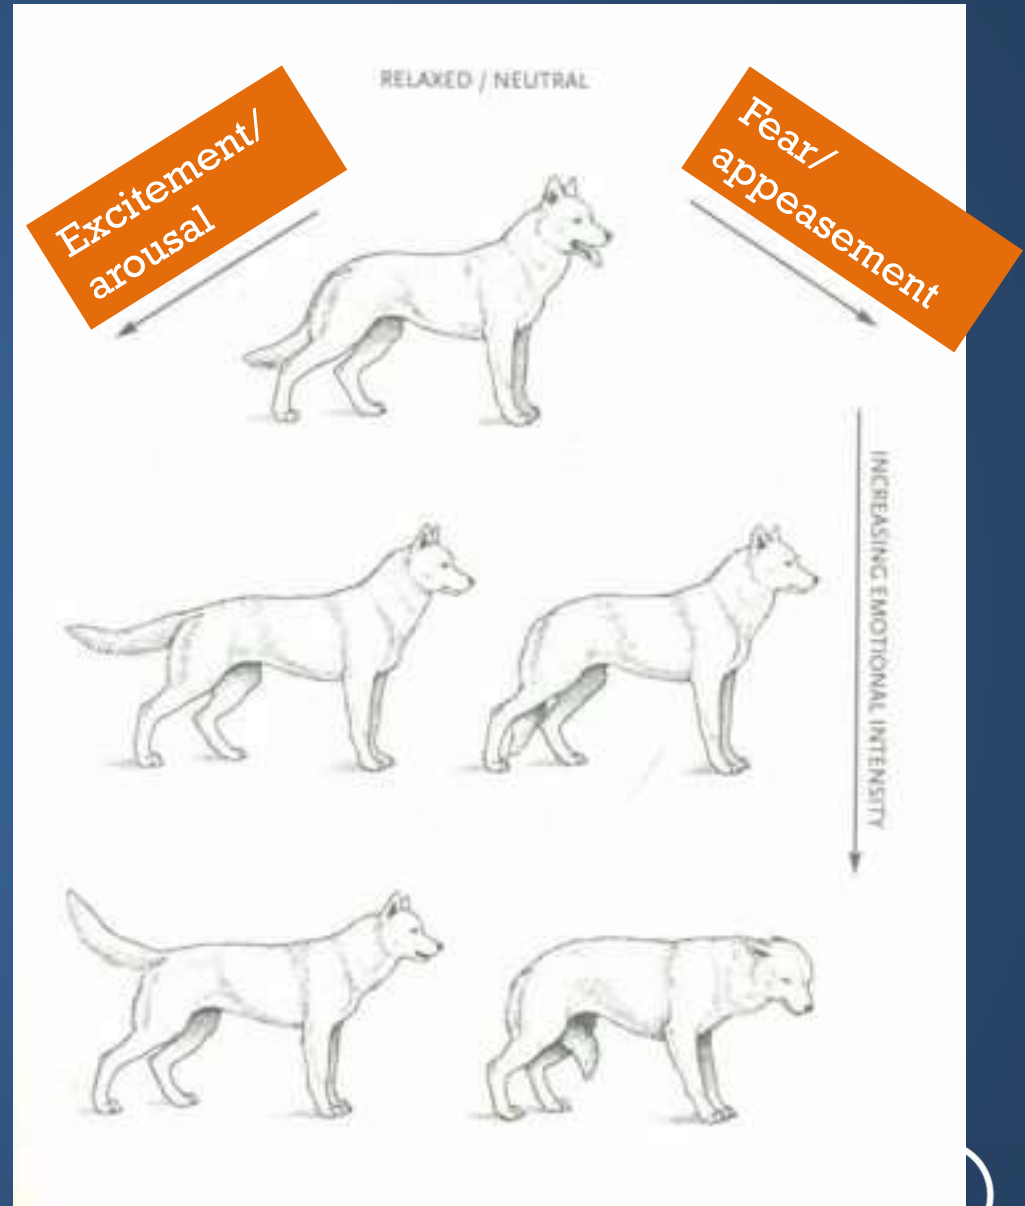 RELAXED / NEUTRAL
Excitement/
arousal
Fear/
appeasement
INCREASING EMOTIONAL INTENSITY